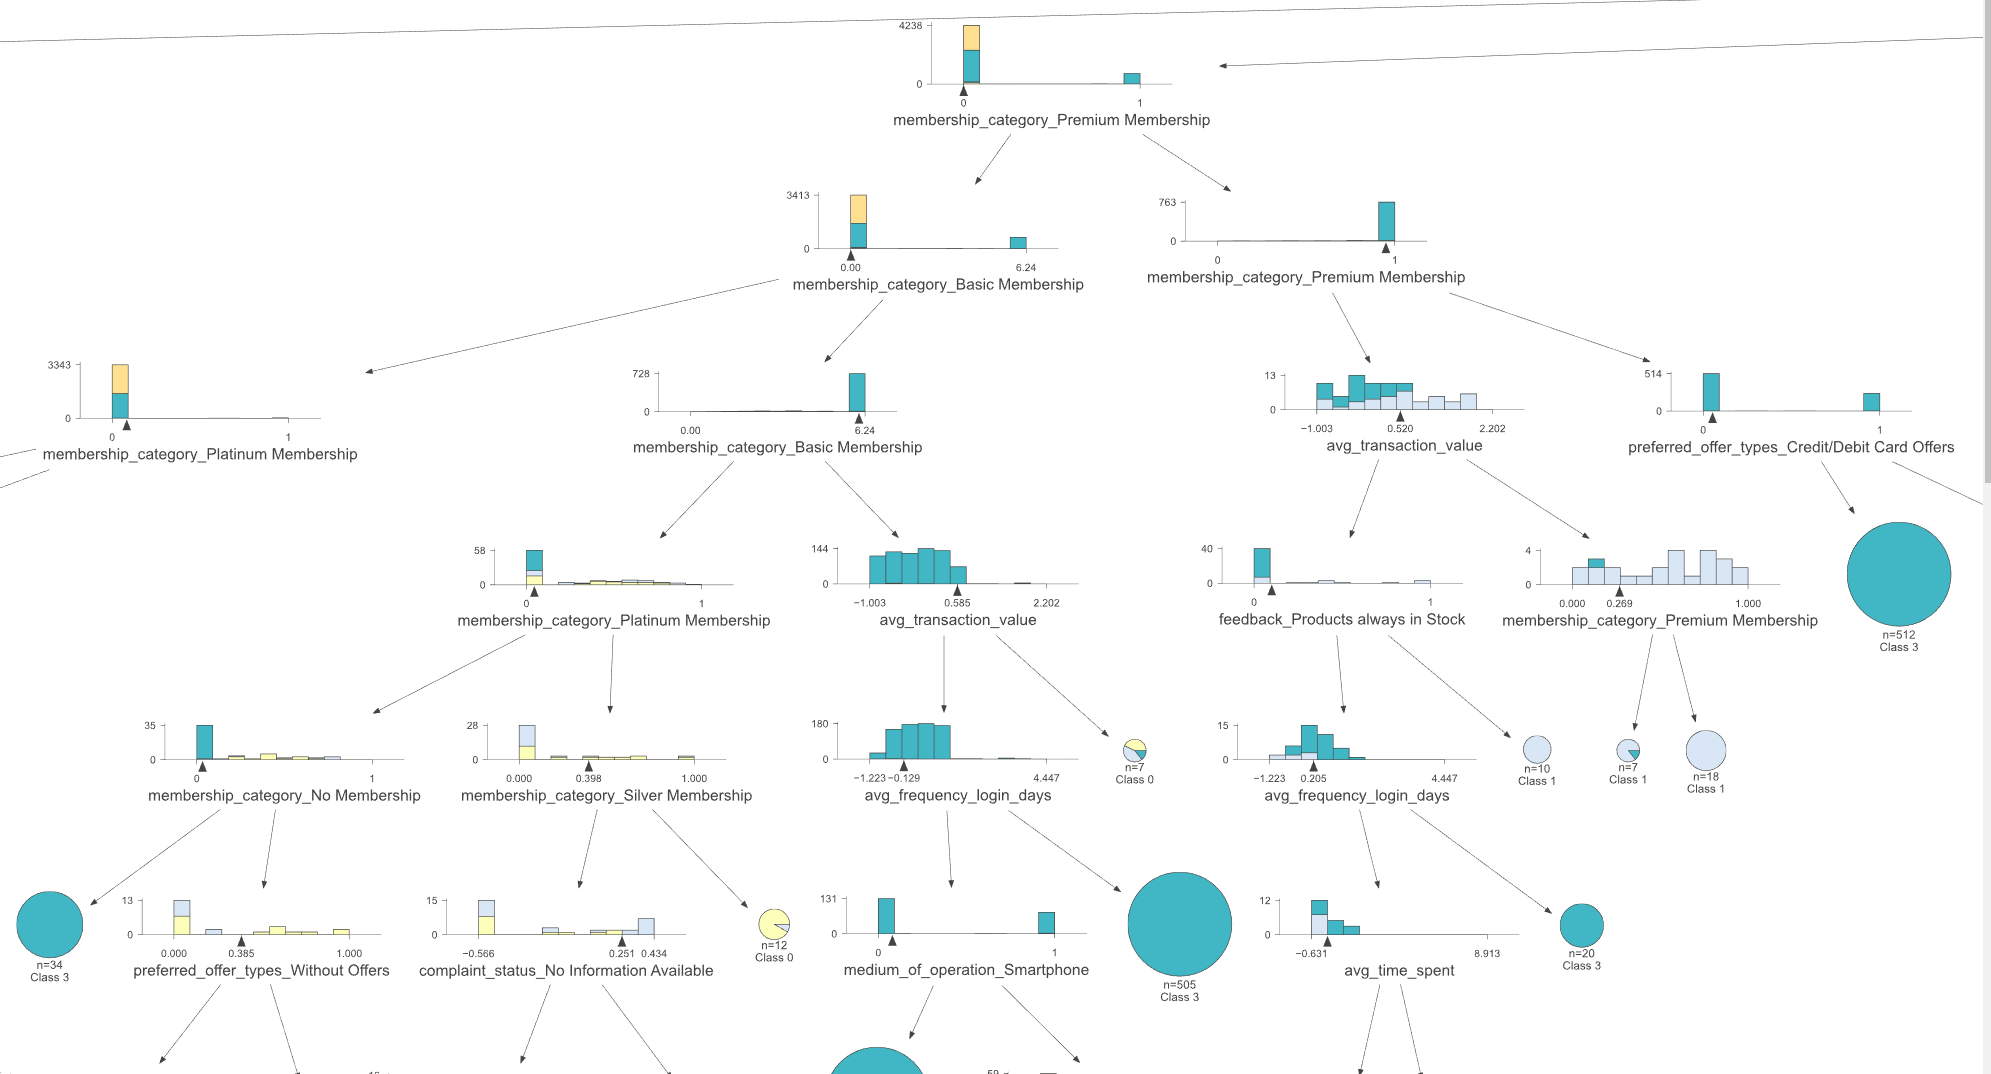 4238
0
0 1
membership_category_Premium Membership
3413
0
0.00 6.24
membership_category_Basic Membership
763
0
0 1
membership_category_Premium Membership
3343
0
0 1
membership_category_Platinum Membership
728
0
0.00 6.24
membership_category_Basic Membership
13
0
−1.003 0.520 2.202
avg_transaction_value
514
0
0 1
preferred_offer_types_Credit/Debit Card Offers
58
0
0 1
membership_category_Platinum Membership
144
0
−1.003 0.585 2.202
avg_transaction_value
40
0
0 1
feedback_Products always in Stock
4
0
0.000 0.269 1.000
membership_category_Premium Membership
n=512
Class 3
35
0
0 1
membership_category_No Membership
28
0
0.000 0.398 1.000
membership_category_Silver Membership
180
0
−1.223 −0.129 4.447
avg_frequency_login_days
n=7
Class 0
15
0
−1.223 0.205 4.447
avg_frequency_login_days
n=10
Class 1
n=7
Class 1
n=18
Class 1
n=34
Class 3
13
0
0.000 0.385 1.000
preferred_offer_types_Without Offers
15
0
−0.566 0.251 0.434
complaint_status_No Information Available
n=12
Class 0
131
0
0 1
medium_of_operation_Smartphone
n=505
Class 3
12
0
−0.631 8.913
avg_time_spent
n=20
Class 3